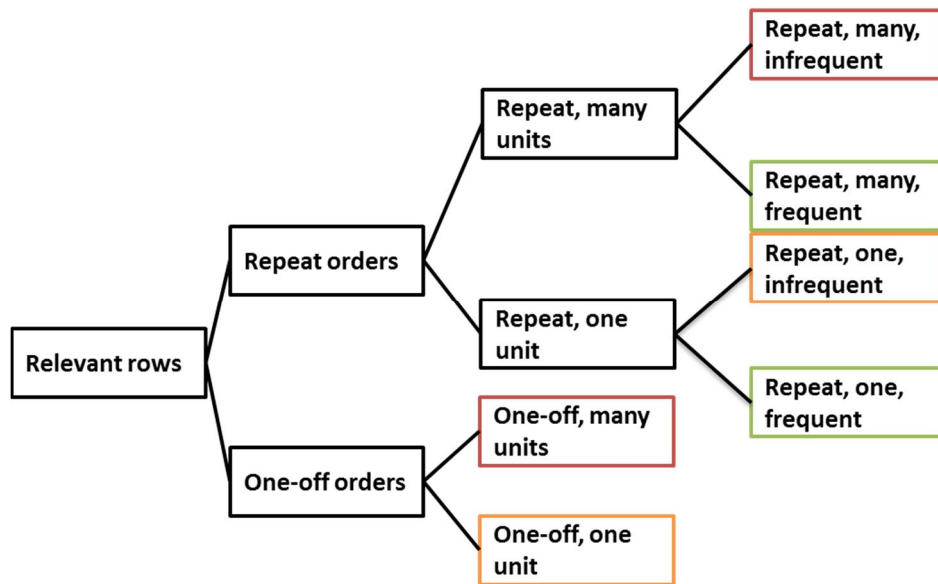 Relevant rows
Repeat orders
One-off orders
Repeat, many
units
Repeat, one
unit
One-off, many
units
One-off, one
unit
Repeat, many,
infrequent
Repeat, many,
frequent
Repeat, one,
infrequent
Repeat, one,
frequent